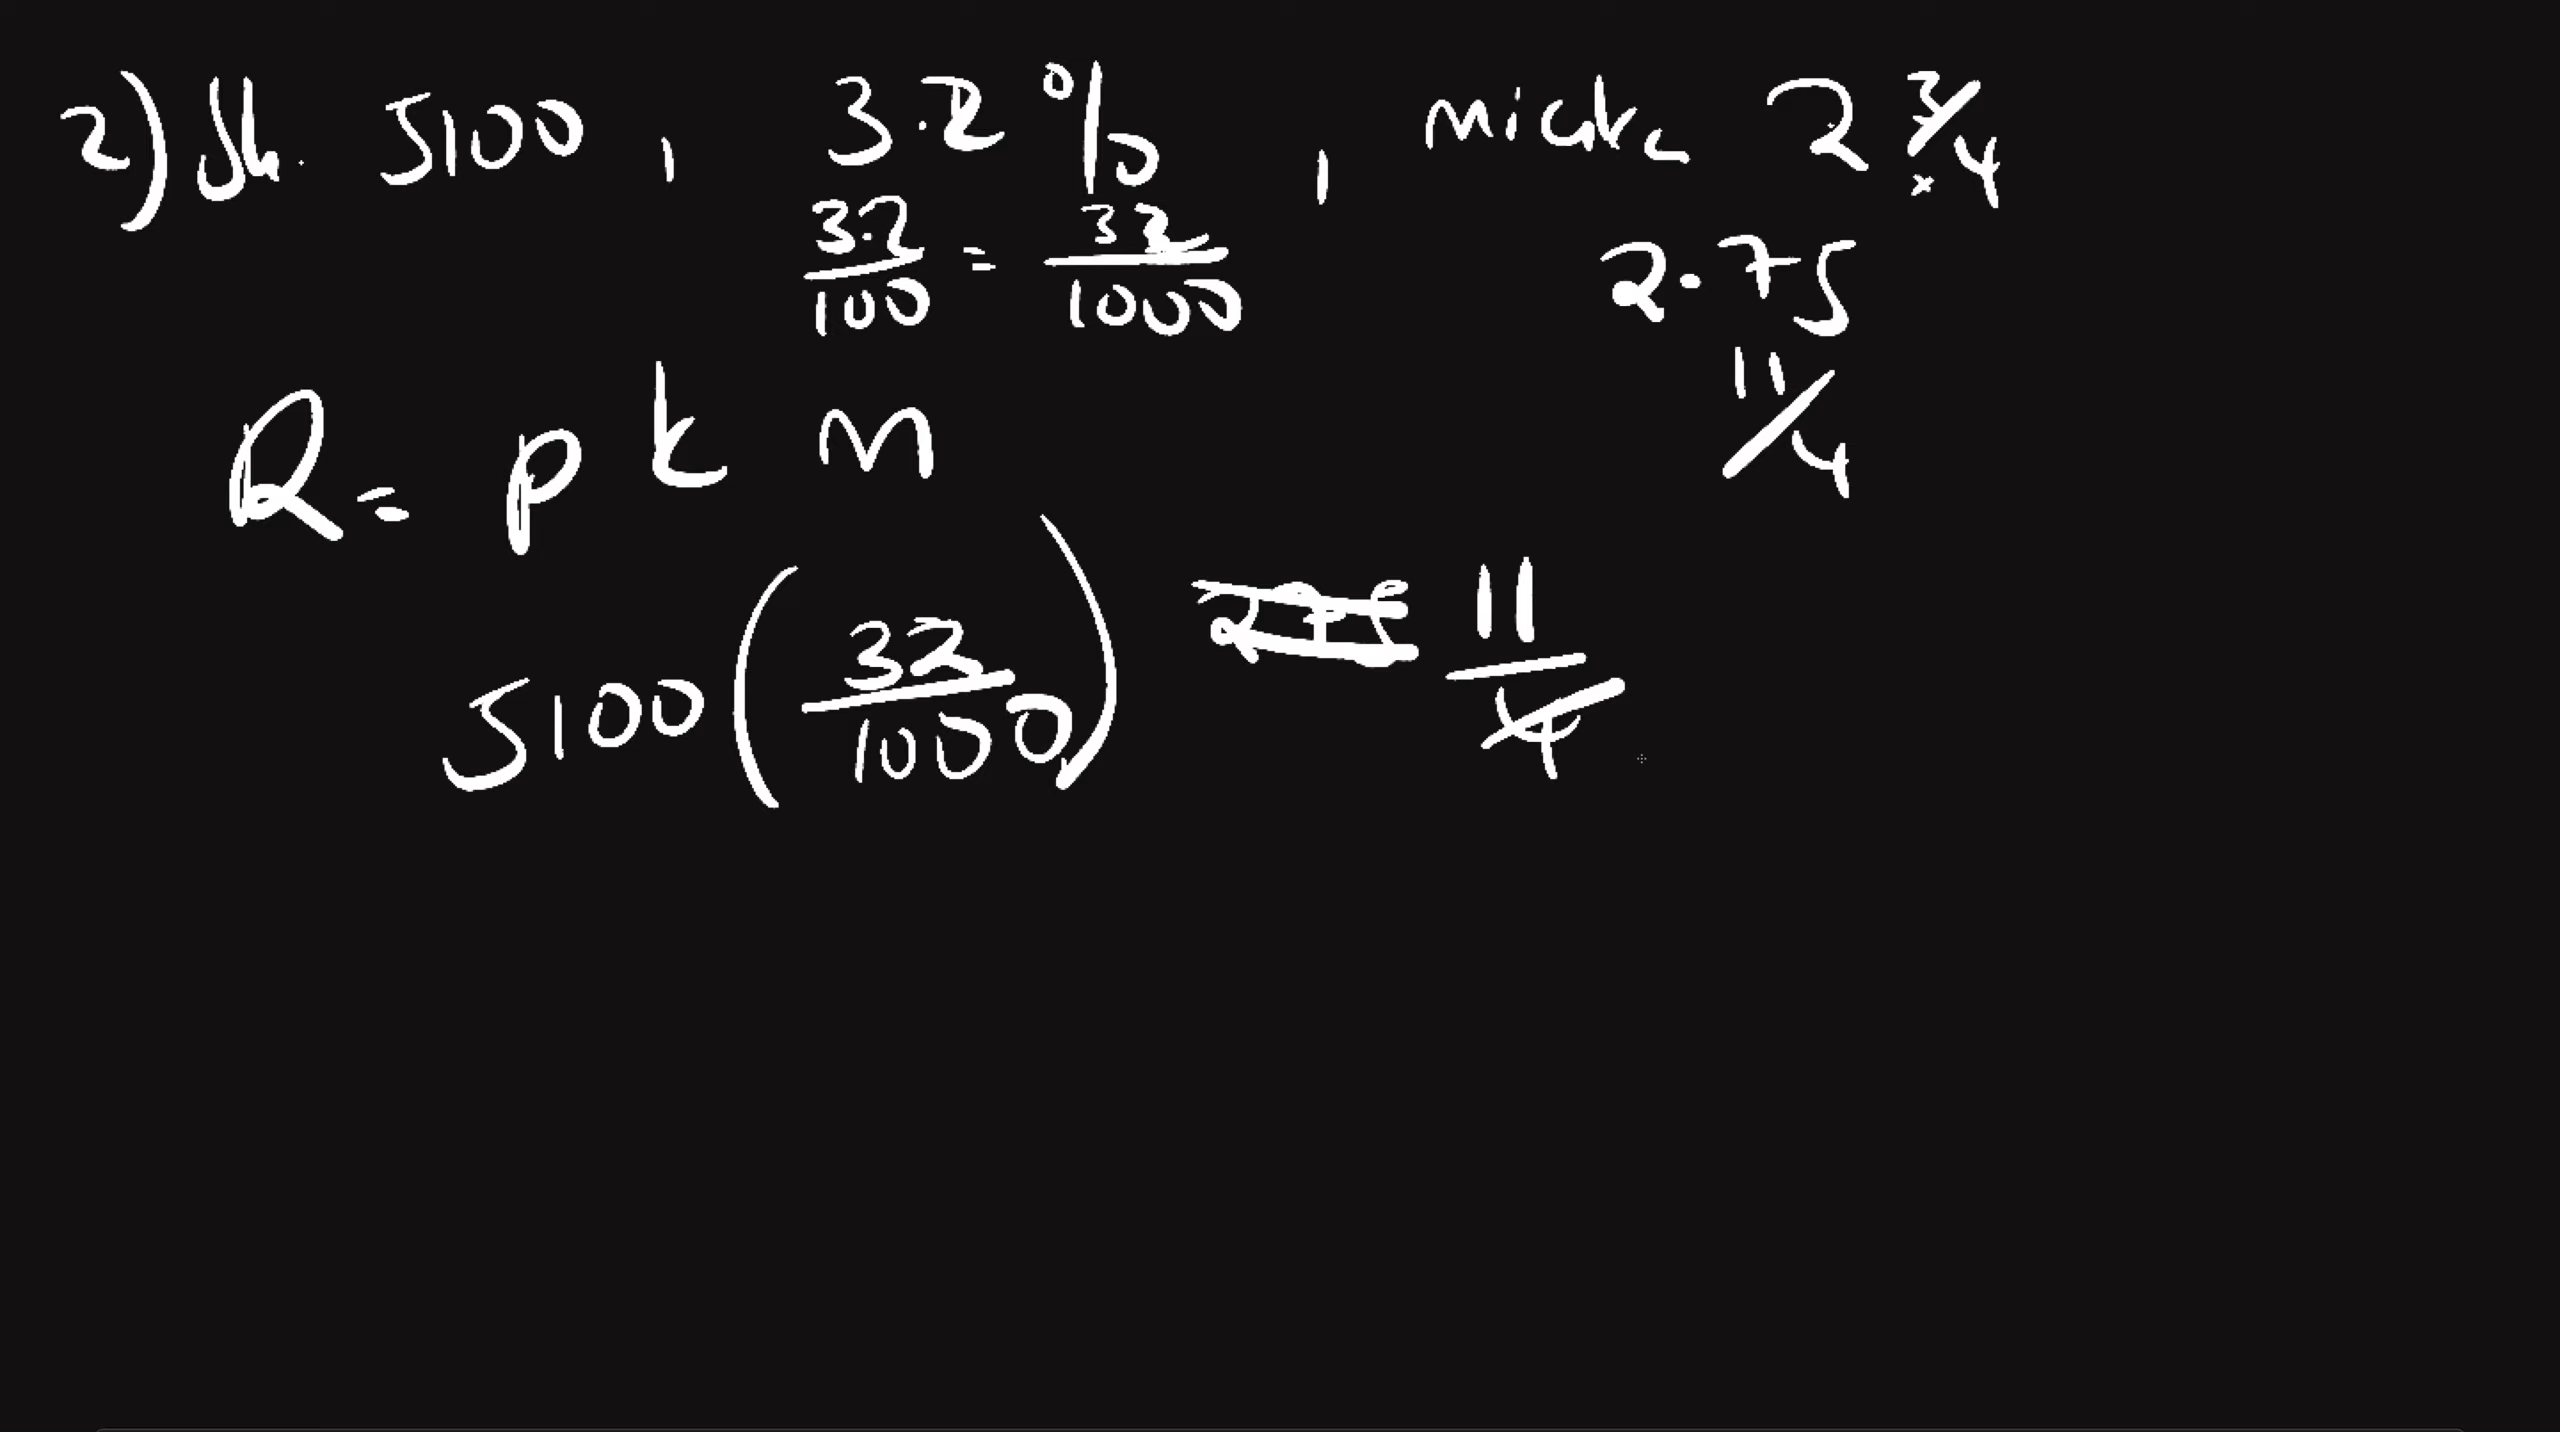 2) Sh. 5100 , 3.2 % , miaka 2 3/4
3.2/100 = 32/1000
2.75
11/4
R = p k m
5100 ( 32/1000 ) 11/4